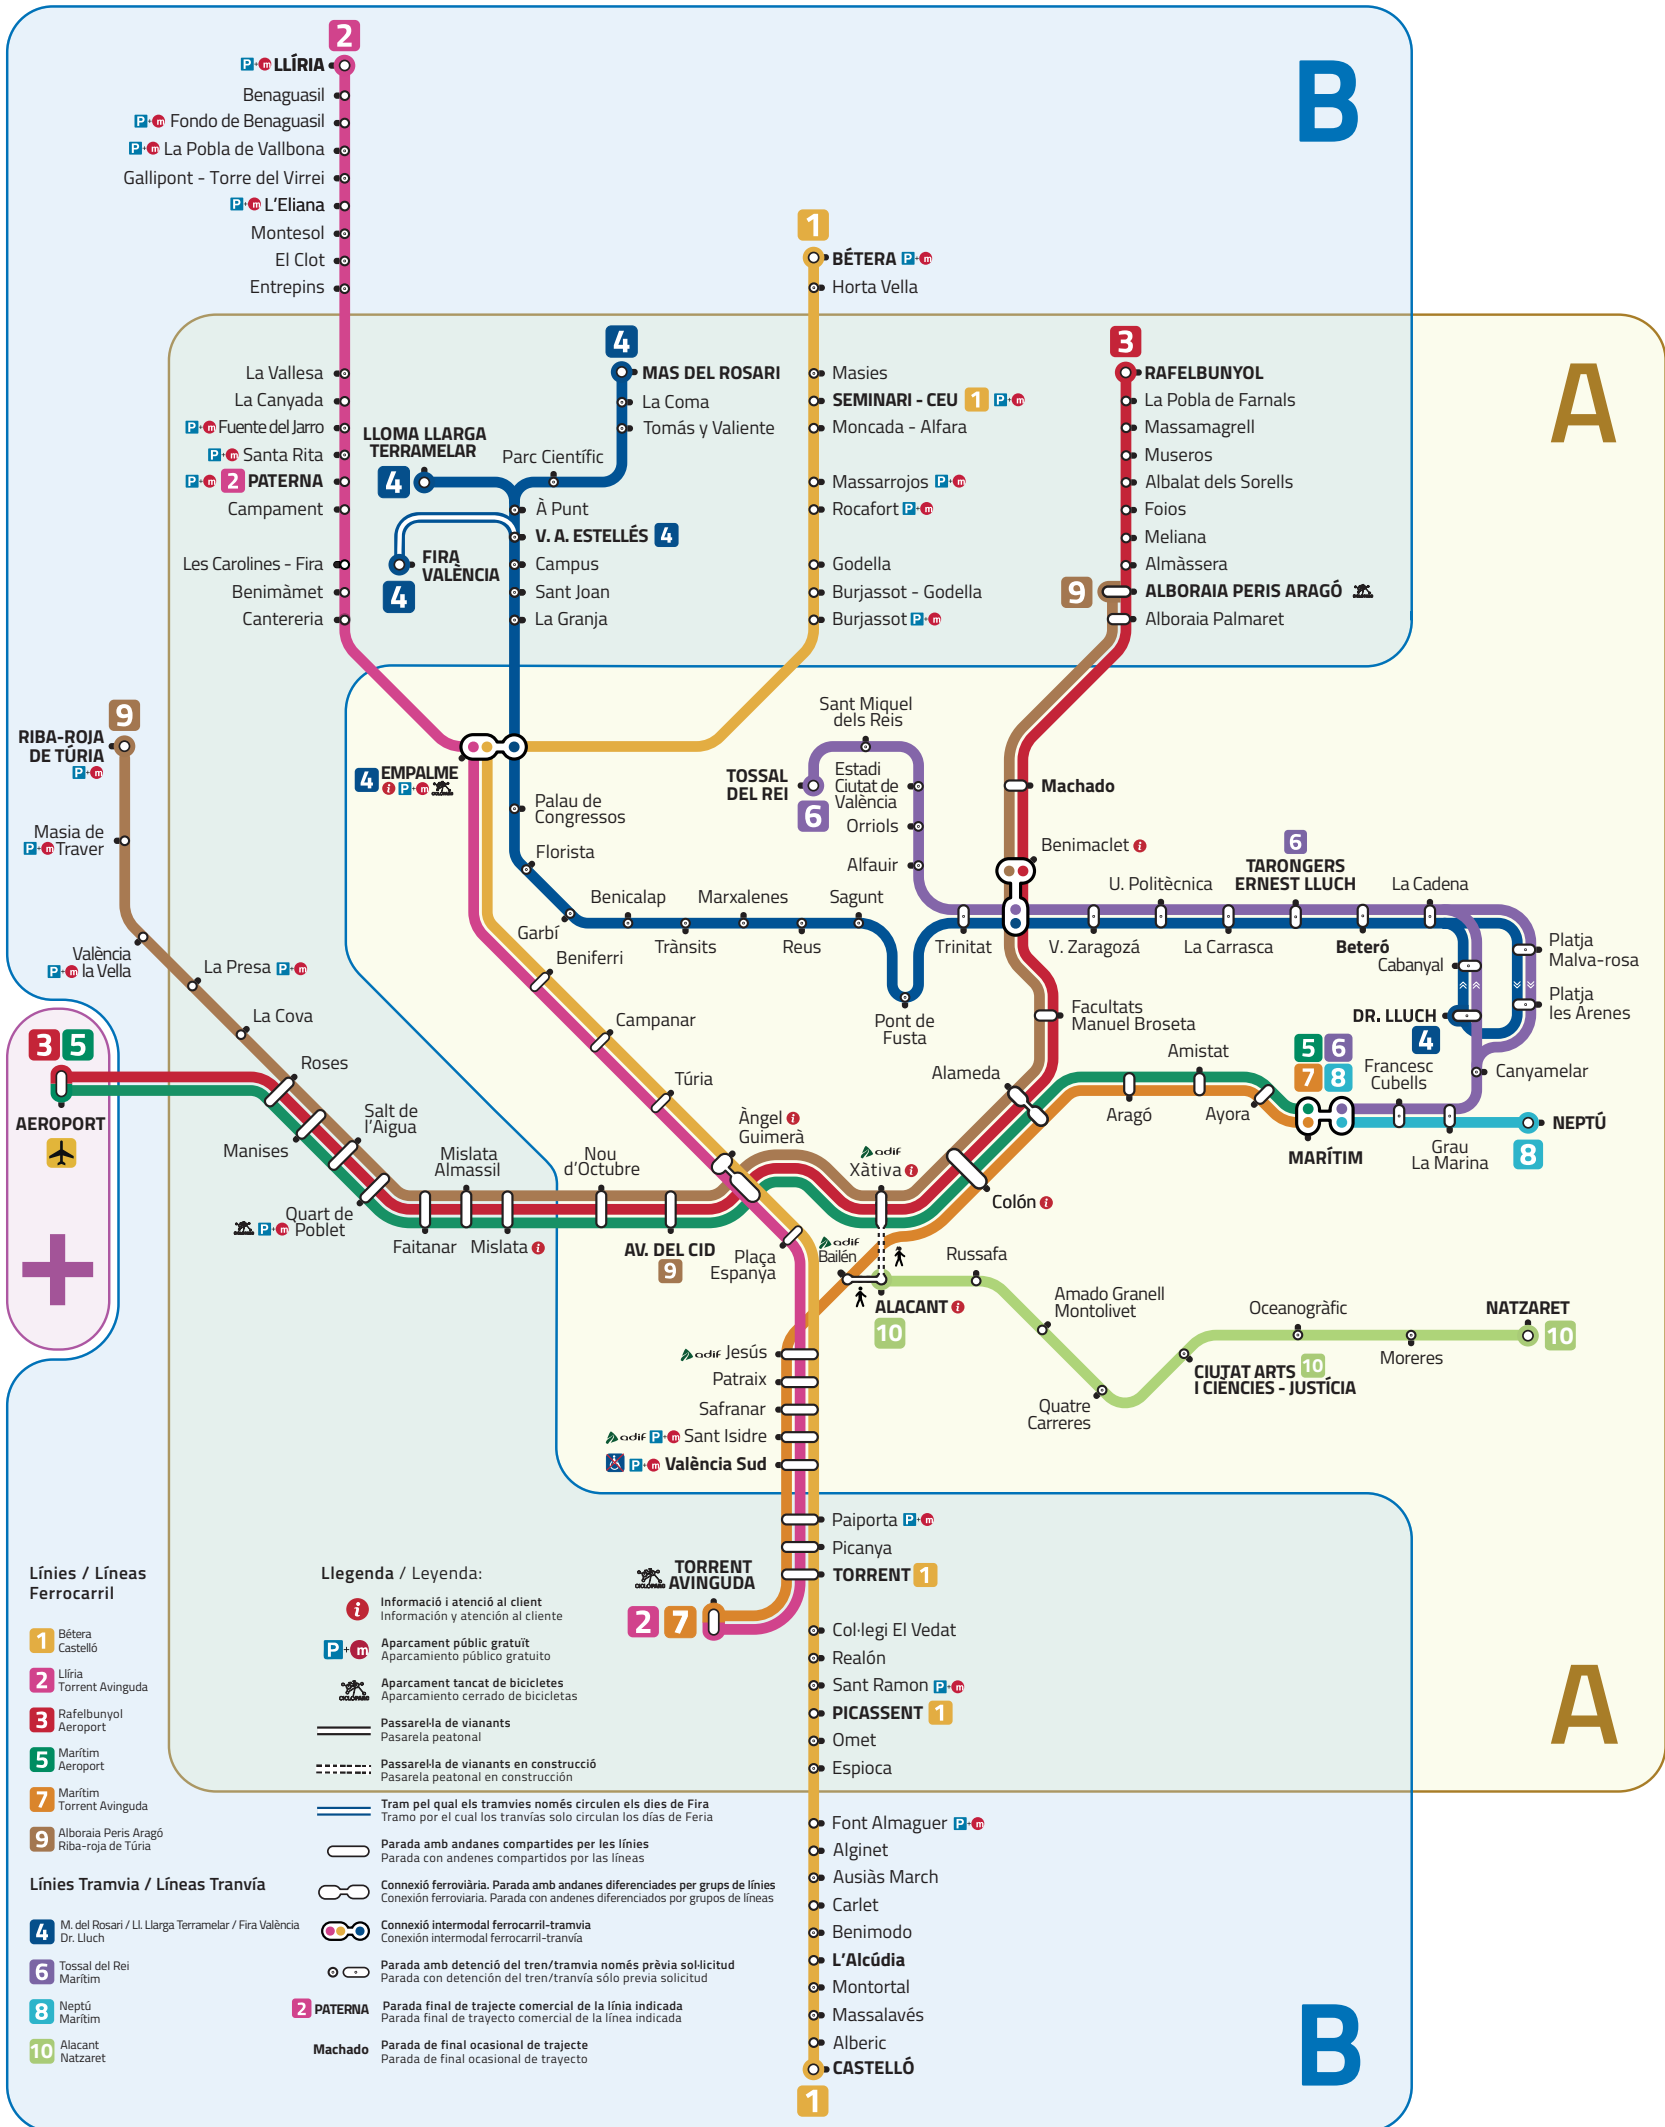 B
2
P+m LLÍRIA
Benaguasil
P+m Fondo de Benaguasil
P+m La Pobla de Vallbona
Gallipont - Torre del Virrei
P+m L'Eliana
Montesol
El Clot
Entrepins
1
BÉTERA P+m
Horta Vella
A
La Vallesa
La Canyada
P+m Fuente del Jarro
P+m Santa Rita
P+m 2 PATERNA
Campament
Les Carolines - Fira
Benimàmet
Cantereria
4
MAS DEL ROSARI
La Coma
Tomás y Valiente
LLOMA LLARGA
TERRAMELAR
4
Parc Científic
À Punt
V. A. ESTELLÉS 4
FIRA
VALÈNCIA
4
Campus
Sant Joan
La Granja
Masies
SEMINARI - CEU 1 P+m
Moncada - Alfara
Massarrojos P+m
Rocafort P+m
Godella
Burjassot - Godella
Burjassot P+m
3
RAFELBUNYOL
La Pobla de Farnals
Massamagrell
Museros
Albalat dels Sorells
Foios
Meliana
Almàssera
9 ALBORAIA PERIS ARAGÓ
Alboraia Palmaret
9
RIBA-ROJA
DE TÚRIA
P+m
Masia de
P+m Traver
València
P+m la Vella
La Presa P+m
La Cova
Roses
3 5
AEROPORT
+
Manises
Salt de
l'Aigua
Quart de
P+m Poblet
Faitanar
Mislata
Almassil
Mislata i
Nou
d'Octubre
AV. DEL CID
9
4 EMPALME
i P+m CICLOPARC
Palau de
Congressos
Florista
Garbí
Benicalap
Trànsits
Marxalenes
Reus
Sagunt
Pont de
Fusta
Trinitat
TOSSAL
DEL REI
6
Sant Miquel
dels Reis
Estadi
Ciutat de
València
Orriols
Alfauir
Machado
Benimaclet i
V. Zaragozá
U. Politècnica
La Carrasca
6
TARONGERS
ERNEST LLUCH
Beteró
La Cadena
Cabanyal
DR. LLUCH
4
Platja
Malva-rosa
Platja
les Arenes
Canyamelar
Francesc
Cubells
Grau
La Marina
5 6
7 8
MARÍTIM
NEPTÚ
8
Beniferri
Campanar
Túria
Àngel i
Guimerà
Plaça
Espanya
adif
Xàtiva i
Colón i
Alameda
Facultats
Manuel Broseta
Aragó
Amistat
Ayora
adif
Bailén
ALACANT i
10
Russafa
Amado Granell
Montolivet
Quatre
Carreres
CIUTAT ARTS 10
I CIÈNCIES - JUSTÍCIA
Oceanogràfic
Moreres
NATZARET
10
adif Jesús
Patraix
Safranar
adif P+m Sant Isidre
P+m València Sud
Paiporta P+m
Picanya
TORRENT 1
TORRENT
CICLOPARC AVINGUDA
2 7
Col·legi El Vedat
Realón
Sant Ramon P+m
PICASSENT 1
Omet
Espioca
A
Font Almaguer P+m
Alginet
Ausiàs March
Carlet
Benimodo
L'Alcúdia
Montortal
Massalavés
Alberic
CASTELLÓ
1
B
Línies / Líneas
Ferrocarril
1 Bétera
Castelló
2 Llíria
Torrent Avinguda
3 Rafelbunyol
Aeroport
5 Marítim
Aeroport
7 Marítim
Torrent Avinguda
9 Alboraia Peris Aragó
Riba-roja de Túria
Línies Tramvia / Líneas Tranvía
4 M. del Rosari / Ll. Llarga Terramelar / Fira València
Dr. Lluch
6 Tossal del Rei
Marítim
8 Neptú
Marítim
10 Alacant
Natzaret
Llegenda / Leyenda:
i Informació i atenció al client
Información y atención al cliente
P+m Aparcament públic gratuït
Aparcamiento público gratuito
CICLOPARC Aparcament tancat de bicicletes
Aparcamiento cerrado de bicicletas
Passarel·la de vianants
Pasarela peatonal
Passarel·la de vianants en construcció
Pasarela peatonal en construcción
Tram pel qual els tramvies només circulen els dies de Fira
Tramo por el cual los tranvías solo circulan los días de Feria
Parada amb andanes compartides per les línies
Parada con andenes compartidos por las líneas
Connexió ferroviària. Parada amb andanes diferenciades per grups de línies
Conexión ferroviaria. Parada con andenes diferenciados por grupos de líneas
Connexió intermodal ferrocarril-tramvia
Conexión intermodal ferrocarril-tranvía
Parada amb detenció del tren/tramvia només prèvia sol·licitud
Parada con detención del tren/tranvía sólo previa solicitud
2 PATERNA Parada final de trajecte comercial de la línia indicada
Parada final de trayecto comercial de la línea indicada
Machado Parada de final ocasional de trajecte
Parada de final ocasional de trayecto